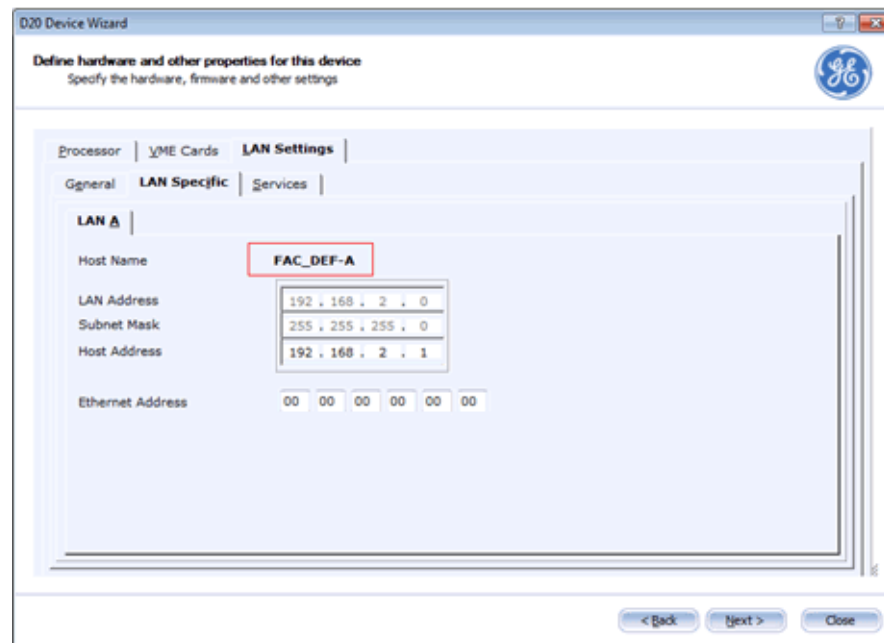 D20 Device Wizard
Define hardware and other properties for this device
Specify the hardware, firmware and other settings
Processor VME Cards LAN Settings
General LAN Specific Services
LAN A
Host Name FAC_DEF-A
LAN Address 192 . 168 . 2 . 0
Subnet Mask 255 . 255 . 255 . 0
Host Address 192 . 168 . 2 . 1
Ethernet Address 00 00 00 00 00 00
< Back Next > Close